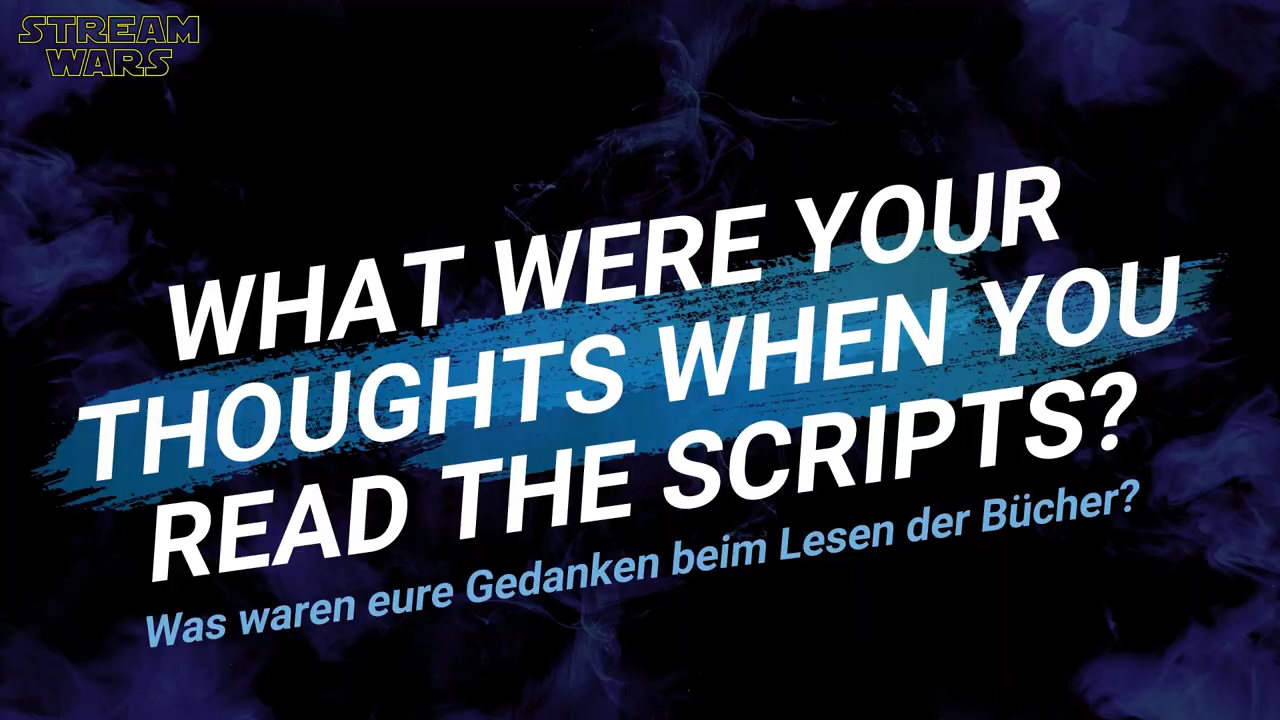 STREAM
WARS
WHAT WERE YOUR
THOUGHTS WHEN YOU
READ THE SCRIPTS?
Was waren eure Gedanken beim Lesen der Bücher?